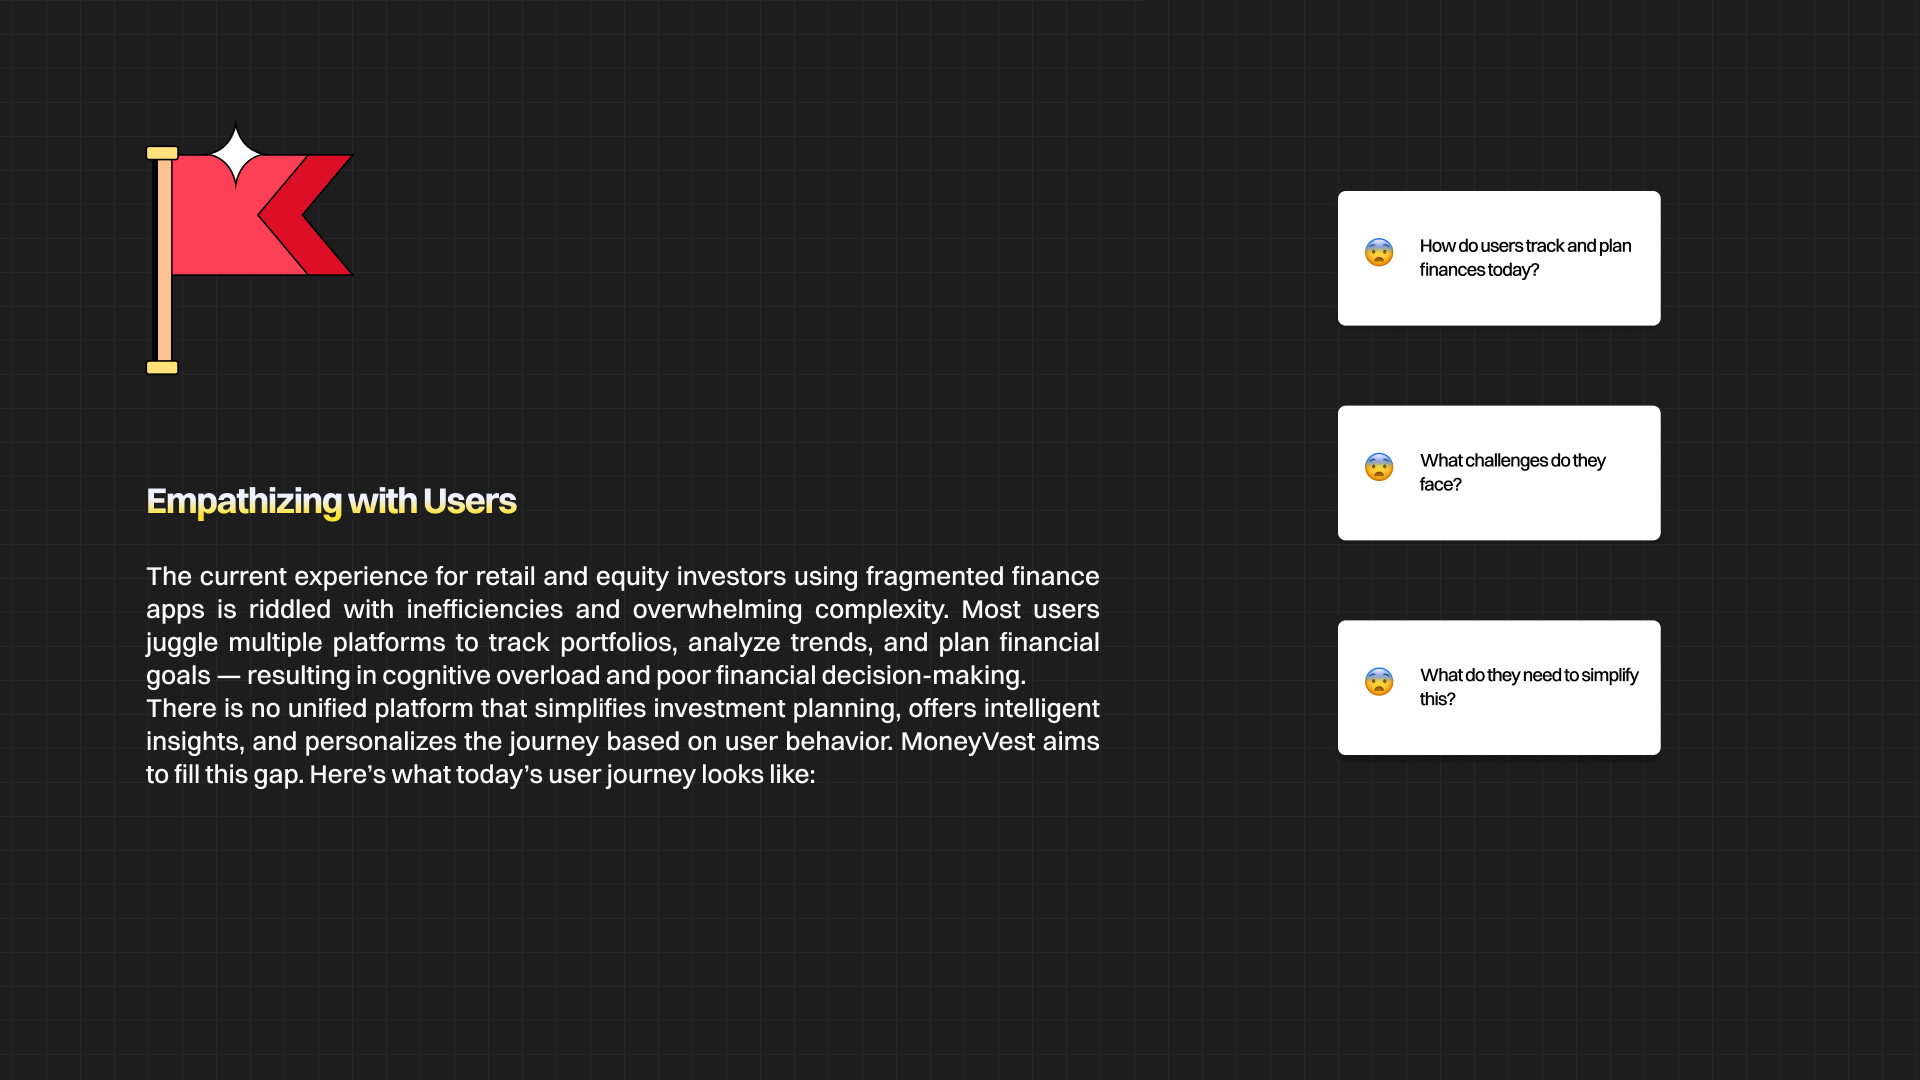 Empathizing with Users
The current experience for retail and equity investors using fragmented finance
apps is riddled with inefficiencies and overwhelming complexity. Most users
juggle multiple platforms to track portfolios, analyze trends, and plan financial
goals — resulting in cognitive overload and poor financial decision-making.
There is no unified platform that simplifies investment planning, offers intelligent
insights, and personalizes the journey based on user behavior. MoneyVest aims
to fill this gap. Here’s what today’s user journey looks like:
How do users track and plan
finances today?
What challenges do they
face?
What do they need to simplify
this?